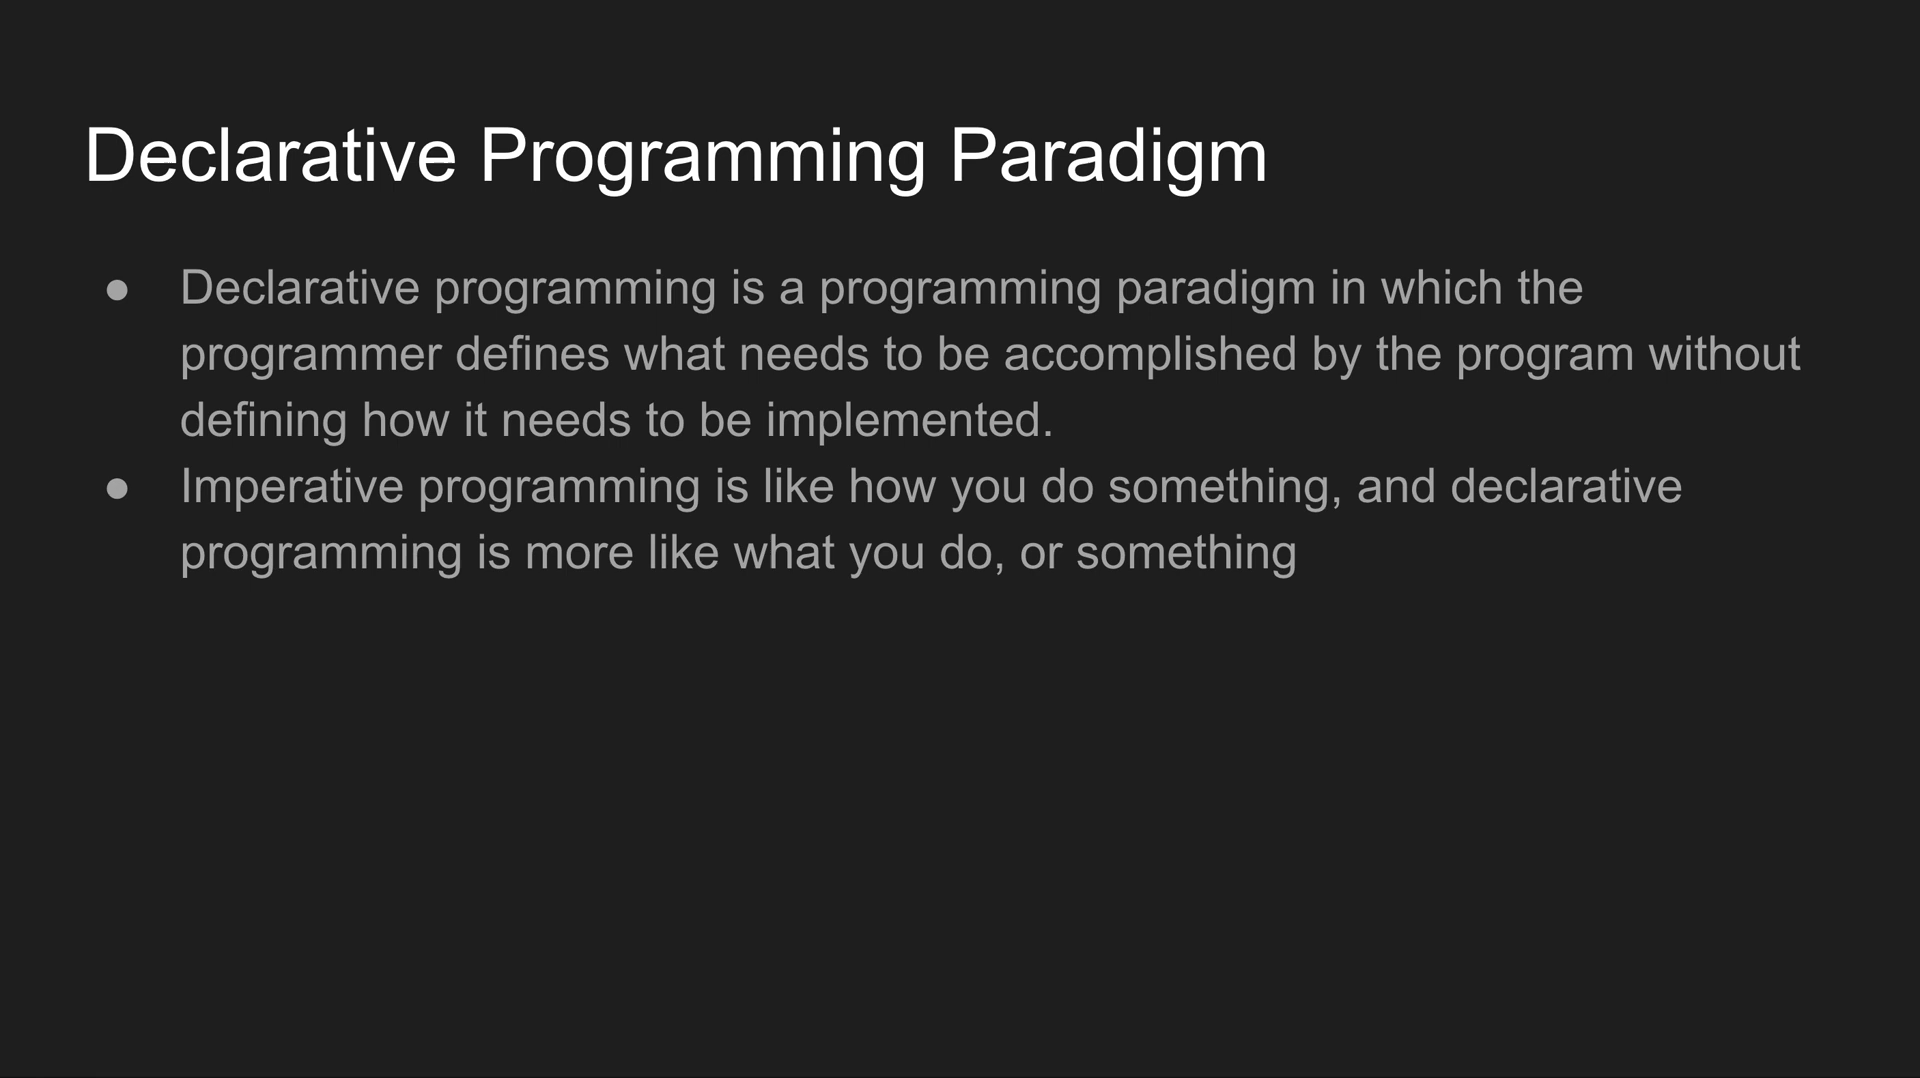 Declarative Programming Paradigm
● Declarative programming is a programming paradigm in which the
programmer defines what needs to be accomplished by the program without
defining how it needs to be implemented.
● Imperative programming is like how you do something, and declarative
programming is more like what you do, or something